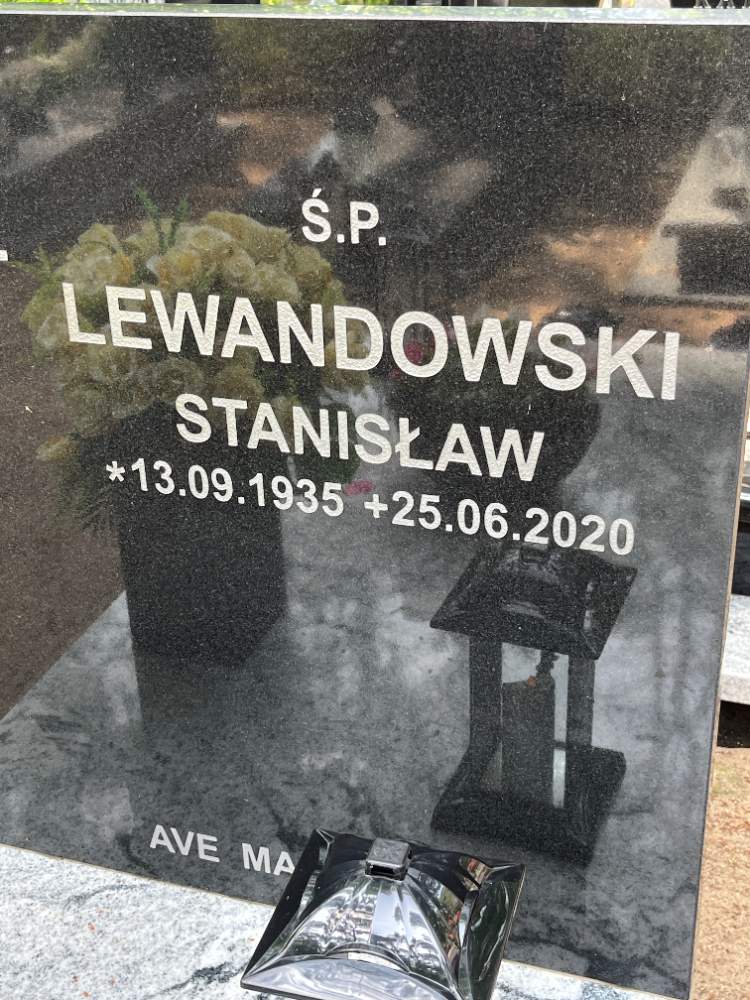 Ś.P.
LEWANDOWSKI
STANISŁAW
*13.09.1935 +25.06.2020
AVE